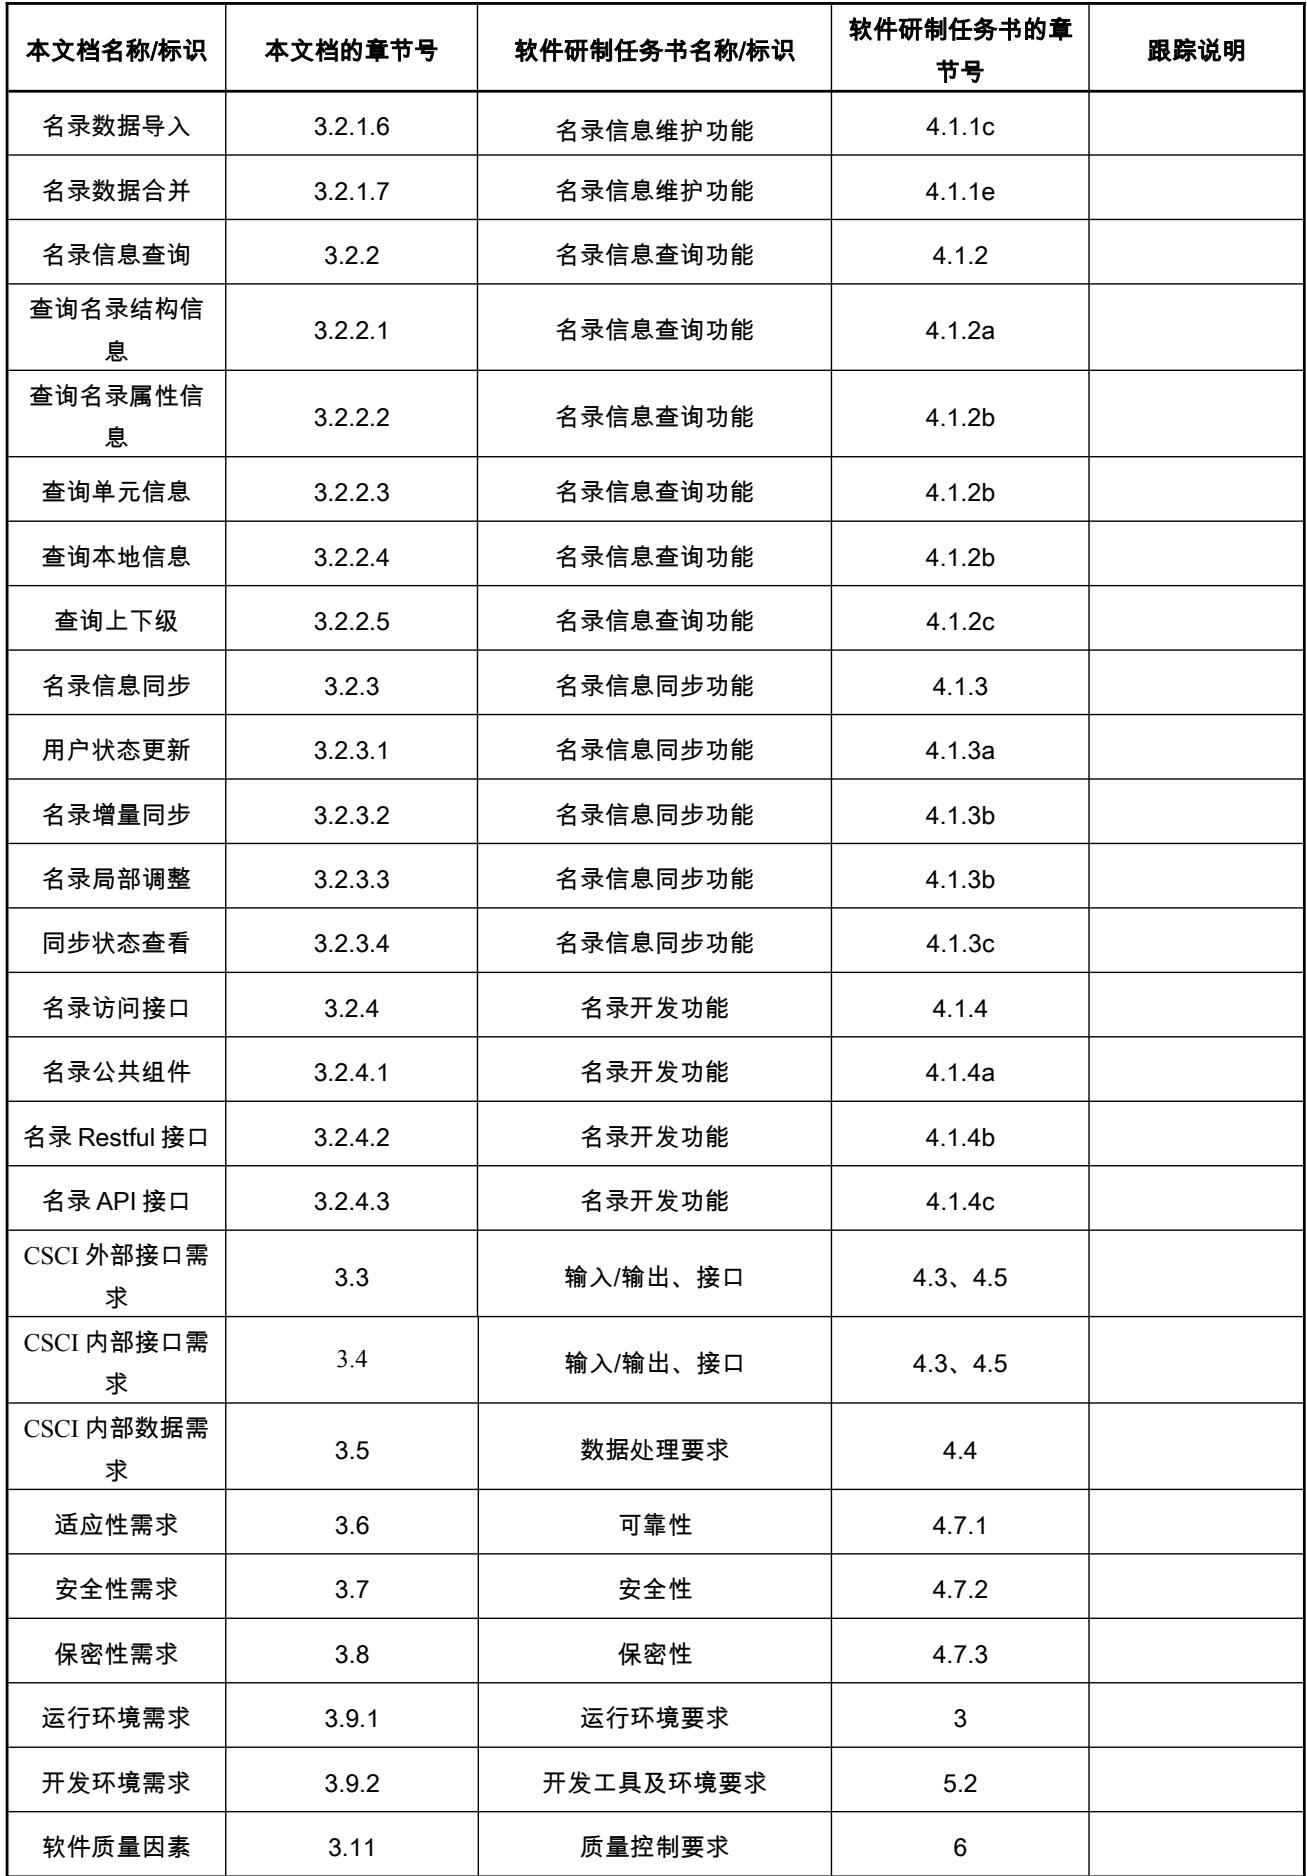 本文档名称/标识 本文档的章节号 软件研制任务书名称/标识 软件研制任务书的章
节号 跟踪说明
名录数据导入 3.2.1.6 名录信息维护功能 4.1.1c
名录数据合并 3.2.1.7 名录信息维护功能 4.1.1e
名录信息查询 3.2.2 名录信息查询功能 4.1.2
查询名录结构信
息 3.2.2.1 名录信息查询功能 4.1.2a
查询名录属性信
息 3.2.2.2 名录信息查询功能 4.1.2b
查询单元信息 3.2.2.3 名录信息查询功能 4.1.2b
查询本地信息 3.2.2.4 名录信息查询功能 4.1.2b
查询上下级 3.2.2.5 名录信息查询功能 4.1.2c
名录信息同步 3.2.3 名录信息同步功能 4.1.3
用户状态更新 3.2.3.1 名录信息同步功能 4.1.3a
名录增量同步 3.2.3.2 名录信息同步功能 4.1.3b
名录局部调整 3.2.3.3 名录信息同步功能 4.1.3b
同步状态查看 3.2.3.4 名录信息同步功能 4.1.3c
名录访问接口 3.2.4 名录开发功能 4.1.4
名录公共组件 3.2.4.1 名录开发功能 4.1.4a
名录 Restful 接口 3.2.4.2 名录开发功能 4.1.4b
名录 API 接口 3.2.4.3 名录开发功能 4.1.4c
CSCI 外部接口需
求 3.3 输入/输出、接口 4.3、4.5
CSCI 内部接口需
求 3.4 输入/输出、接口 4.3、4.5
CSCI 内部数据需
求 3.5 数据处理要求 4.4
适应性需求 3.6 可靠性 4.7.1
安全性需求 3.7 安全性 4.7.2
保密性需求 3.8 保密性 4.7.3
运行环境需求 3.9.1 运行环境要求 3
开发环境需求 3.9.2 开发工具及环境要求 5.2
软件质量因素 3.11 质量控制要求 6